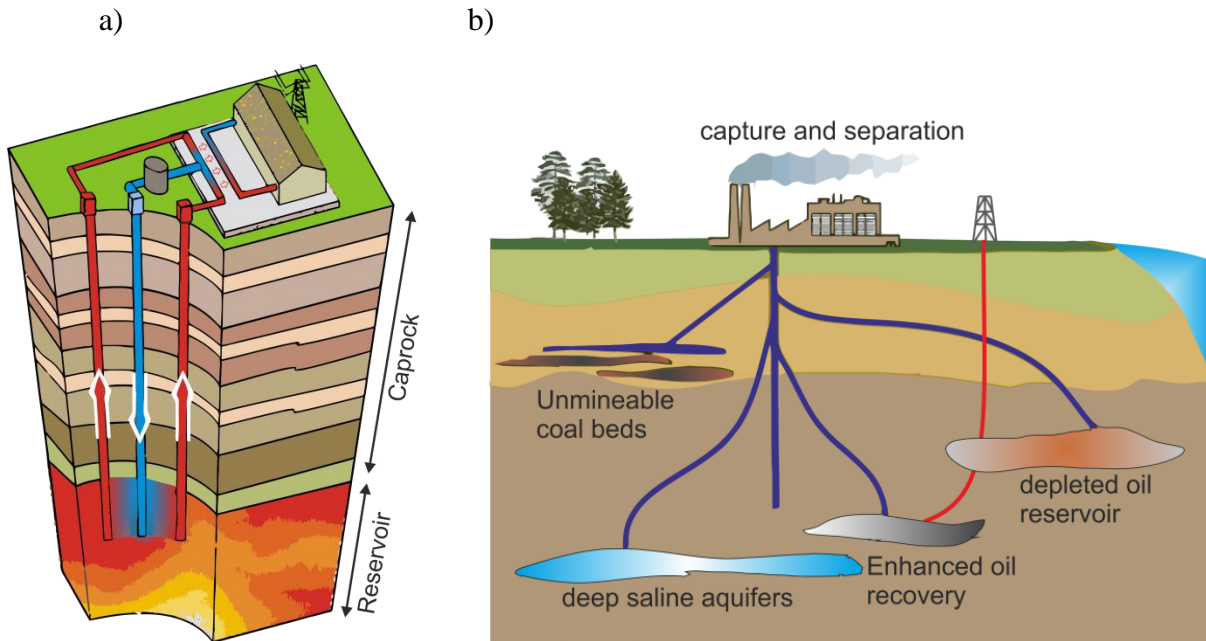 a)
b)
Caprock
Reservoir
capture and separation
Unmineable
coal beds
depleted oil
reservoir
Enhanced oil
recovery
deep saline aquifers